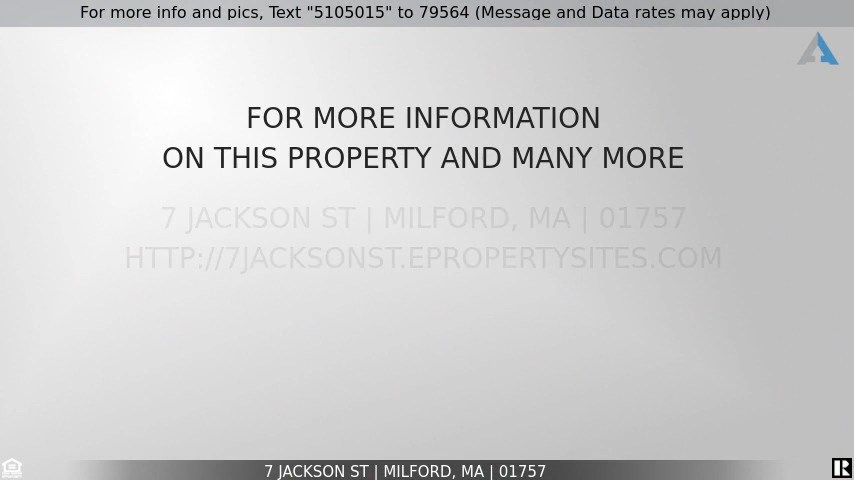 For more info and pics, Text "5105015" to 79564 (Message and Data rates may apply)
FOR MORE INFORMATION
ON THIS PROPERTY AND MANY MORE
7 JACKSON ST | MILFORD, MA | 01757
HTTP://7JACKSONST.EPROPERTYSITES.COM
7 JACKSON ST | MILFORD, MA | 01757